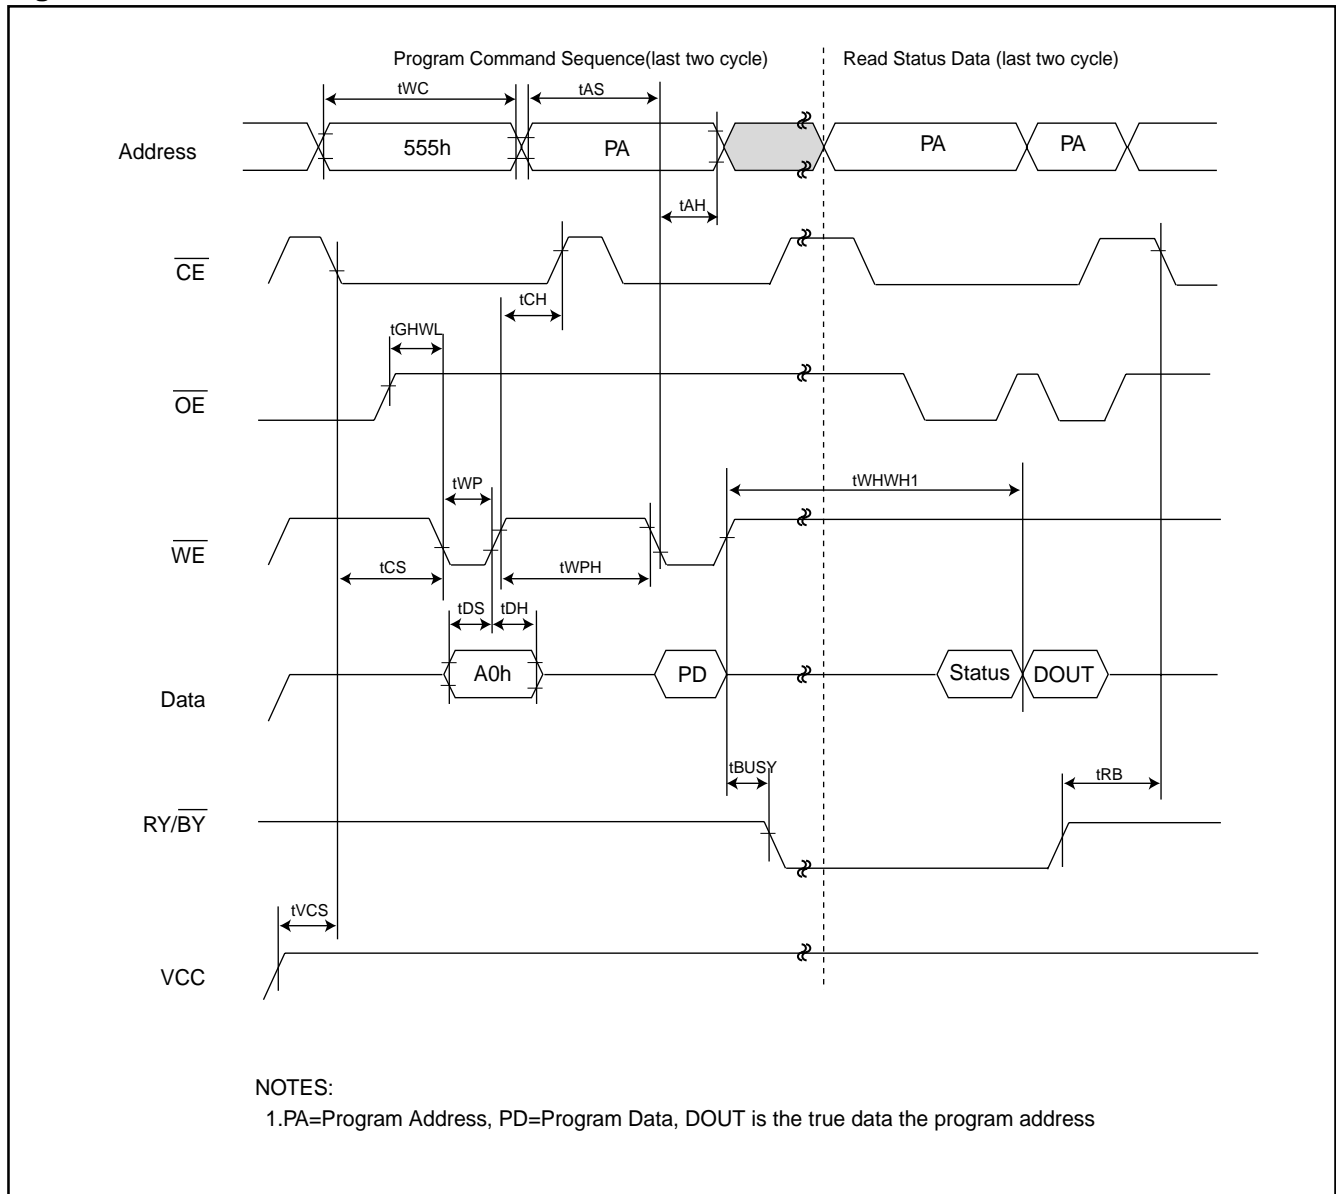 Program Command Sequence(last two cycle)
Read Status Data (last two cycle)
tWC
tAS
Address
555h
PA
PA
PA
tAH
CE
tCH
tGHWL
OE
tWP
tWHWH1
WE
tCS
tWPH
tDS
tDH
Data
A0h
PD
Status
DOUT
tBUSY
tRB
RY/BY
tVCS
VCC
NOTES:
1.PA=Program Address, PD=Program Data, DOUT is the true data the program address